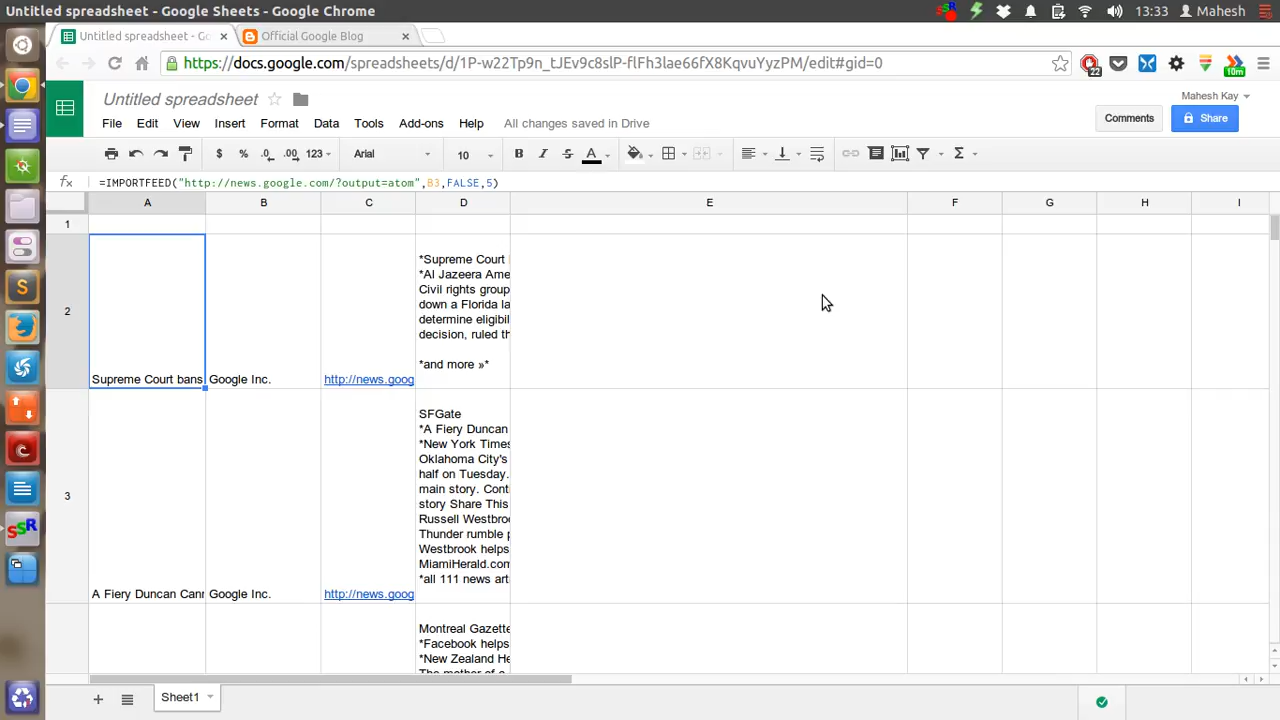 Untitled spreadsheet - Google Sheets - Google Chrome
13:33
Mahesh
Untitled spreadsheet - Go
Official Google Blog
https://docs.google.com/spreadsheets/d/1P-w22Tp9n_tJEv9c8slP-flFh3lae66fX8KqvuYyzPM/edit#gid=0
22
10m
Untitled spreadsheet
Mahesh Kay
File Edit View Insert Format Data Tools Add-ons Help All changes saved in Drive
Comments
Share
$ % .0 .00 123
Arial
10
B I S A
Σ
fx =IMPORTFEED("http://news.google.com/?output=atom",B3,FALSE,5)
A B C D E F G H I
1
2
*Supreme Court
*Al Jazeera Ame
Civil rights group
down a Florida la
determine eligibil
decision, ruled th
*and more »*
Supreme Court bans Google Inc. http://news.goog
3
SFGate
*A Fiery Duncan
*New York Times
Oklahoma City's
half on Tuesday.
main story. Cont
story Share This
Russell Westbro
Thunder rumble p
Westbrook helps
MiamiHerald.com
*all 111 news art
A Fiery Duncan Can Google Inc. http://news.goog
Montreal Gazette
*Facebook helps
*New Zealand He
The mother of a
Sheet1
S
SSR